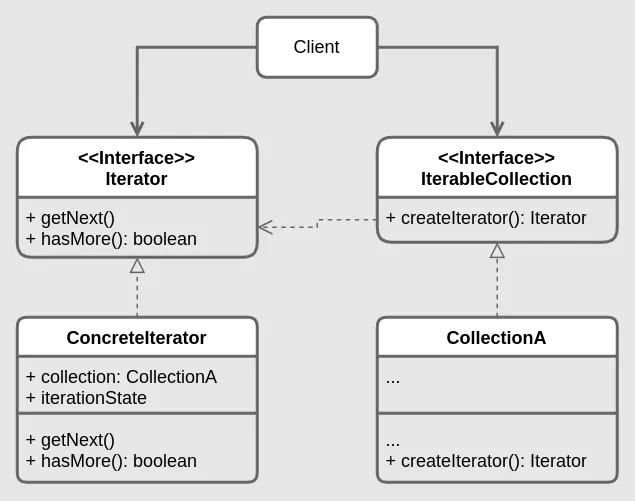 Client
<<Interface>>
Iterator
+ getNext()
+ hasMore(): boolean
<<Interface>>
IterableCollection
+ createIterator(): Iterator
ConcreteIterator
+ collection: CollectionA
+ iterationState
+ getNext()
+ hasMore(): boolean
CollectionA
...
...
+ createIterator(): Iterator